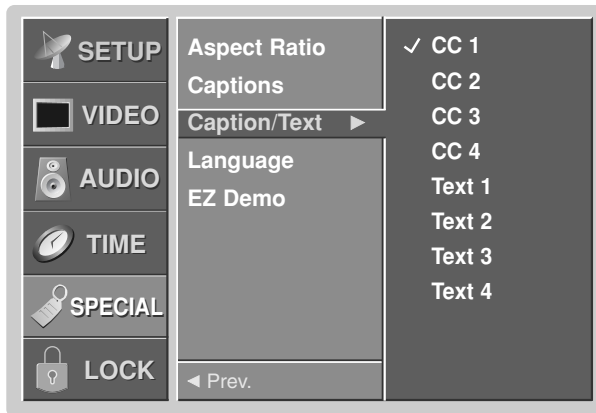 SETUP
VIDEO
AUDIO
TIME
SPECIAL
LOCK
Aspect Ratio
Captions
Caption/Text ►
Language
EZ Demo
◄ Prev.
✓ CC 1
CC 2
CC 3
CC 4
Text 1
Text 2
Text 3
Text 4